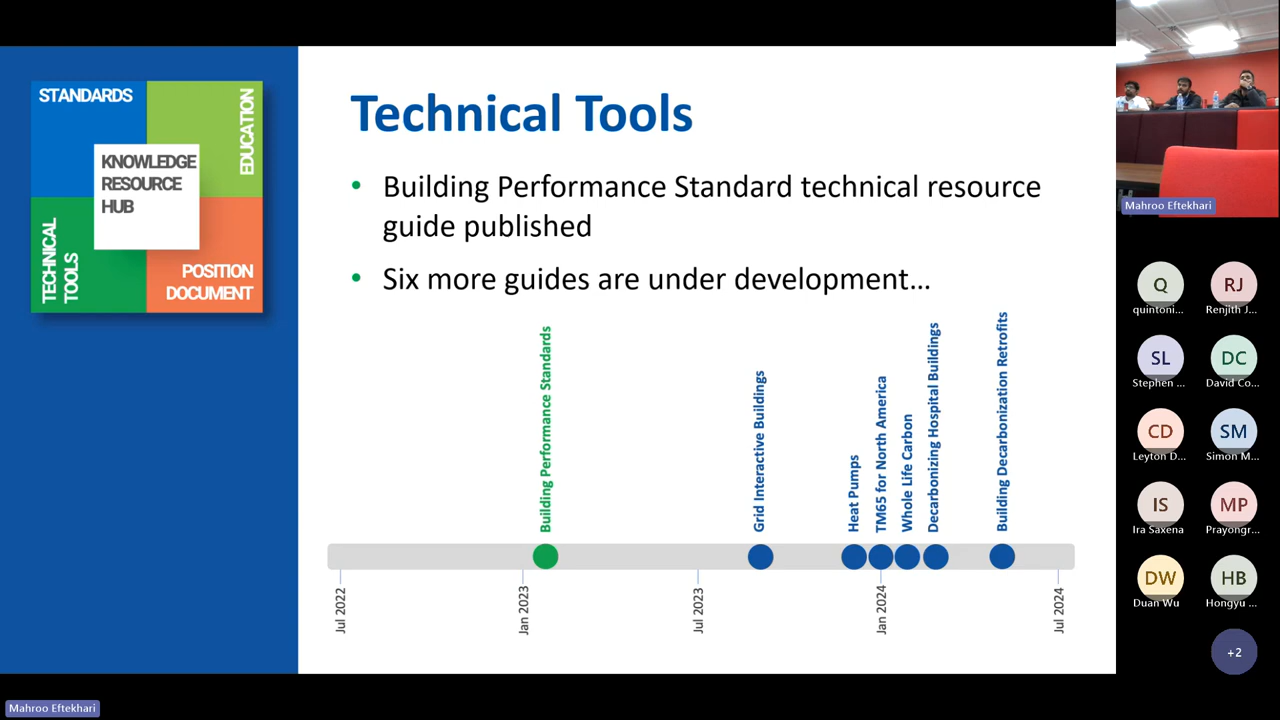 STANDARDS
EDUCATION
KNOWLEDGE
RESOURCE
HUB
TECHNICAL
TOOLS
POSITION
DOCUMENT
Technical Tools
• Building Performance Standard technical resource
guide published
• Six more guides are under development…
Building Performance Standards
Grid Interactive Buildings
Heat Pumps
TM65 for North America
Whole Life Carbon
Decarbonizing Hospital Buildings
Building Decarbonization Retrofits
Jul 2022
Jan 2023
Jul 2023
Jan 2024
Jul 2024
Mahroo Eftekhari
Q
quintoni...
RJ
Renjith J...
SL
Stephen ...
DC
David Co...
CD
Leyton D...
SM
Simon M...
IS
Ira Saxena
MP
Prayongr...
DW
Duan Wu
HB
Hongyu ...
+2
Mahroo Eftekhari